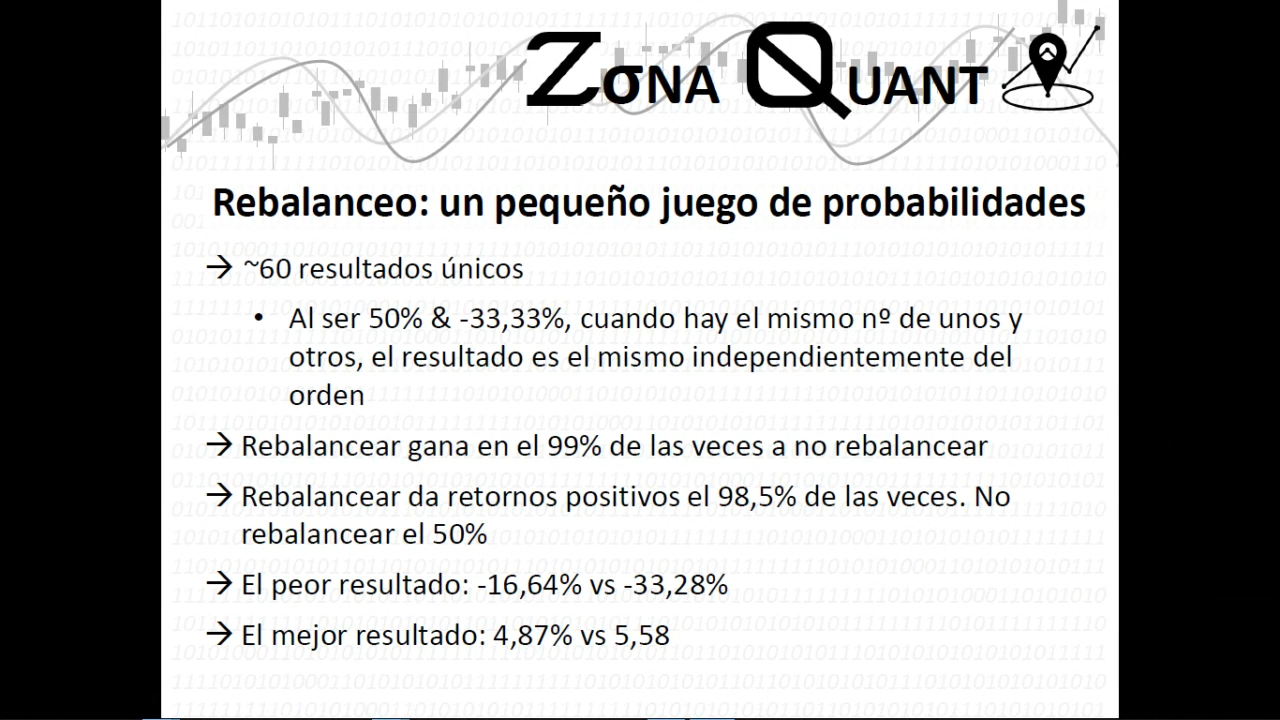 ZσNA QUANT
Rebalanceo: un pequeño juego de probabilidades
→ ~60 resultados únicos
• Al ser 50% & -33,33%, cuando hay el mismo nº de unos y
otros, el resultado es el mismo independientemente del
orden
→ Rebalancear gana en el 99% de las veces a no rebalancear
→ Rebalancear da retornos positivos el 98,5% de las veces. No
rebalancear el 50%
→ El peor resultado: -16,64% vs -33,28%
→ El mejor resultado: 4,87% vs 5,58